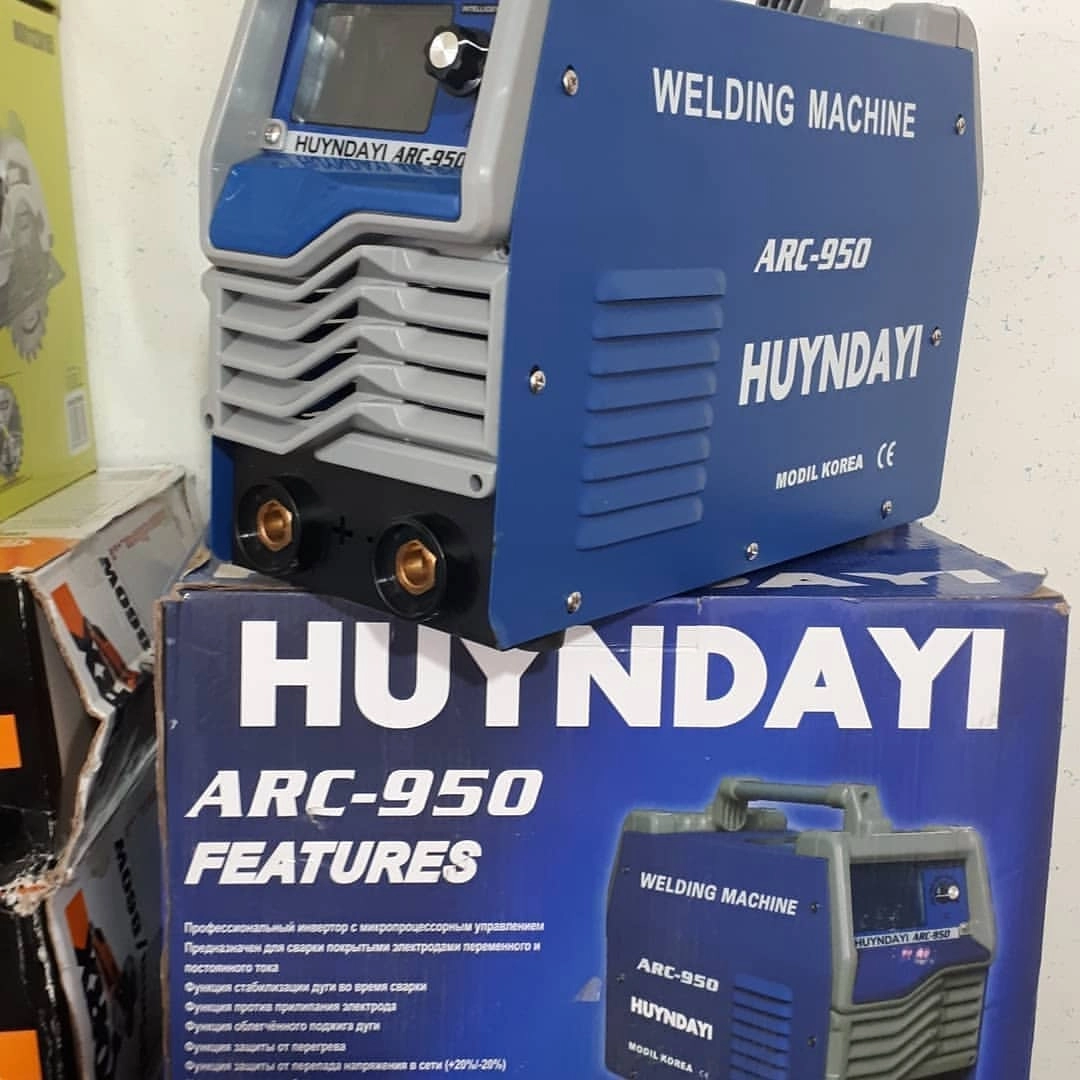 HUYNDAYI ARC-950
WELDING MACHINE
ARC-950
HUYNDAYI
MODIL KOREA CE
HUYNDAYI
ARC-950
FEATURES
Профессиональный инвертор с микропроцессорным управлением
Предназначен для сварки покрытыми электродами переменного и
постоянного тока
Функция стабилизации дуги во время сварки
Функция против прилипания электрода
Функция облегчённого поджига дуги
Функция защиты от перегрева
Функция защиты от перепада напряжения в сети (+20%/-20%)
WELDING MACHINE
HUYNDAYI ARC-950
ARC-950
HUYNDAYI
MODIL KOREA CE